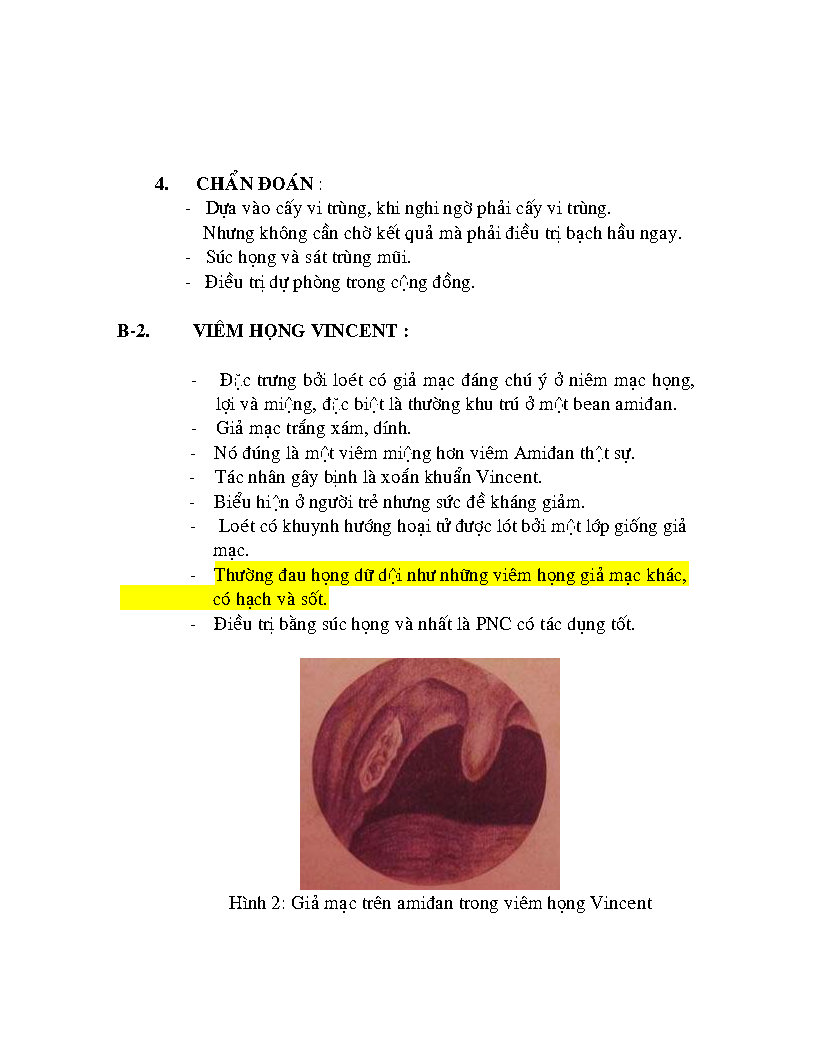 4. CHẨN ĐOÁN :
- Dựa vào cấy vi trùng, khi nghi ngờ phải cấy vi trùng.
Nhưng không cần chờ kết quả mà phải điều trị bạch hầu ngay.
- Súc họng và sát trùng mũi.
- Điều trị dự phòng trong cộng đồng.
B-2. VIÊM HỌNG VINCENT :
- Đặc trưng bởi loét có giả mạc đáng chú ý ở niêm mạc họng,
lợi và miệng, đặc biệt là thường khu trú ở một bean amiđan.
- Giả mạc trắng xám, dính.
- Nó đúng là một viêm miệng hơn viêm Amiđan thật sự.
- Tác nhân gây bịnh là xoắn khuẩn Vincent.
- Biểu hiện ở người trẻ nhưng sức đề kháng giảm.
- Loét có khuynh hướng hoại tử được lót bởi một lớp giống giả
mạc.
- Thường đau họng dữ dội như những viêm họng giả mạc khác,
có hạch và sốt.
- Điều trị bằng súc họng và nhất là PNC có tác dụng tốt.
Hình 2: Giả mạc trên amiđan trong viêm họng Vincent